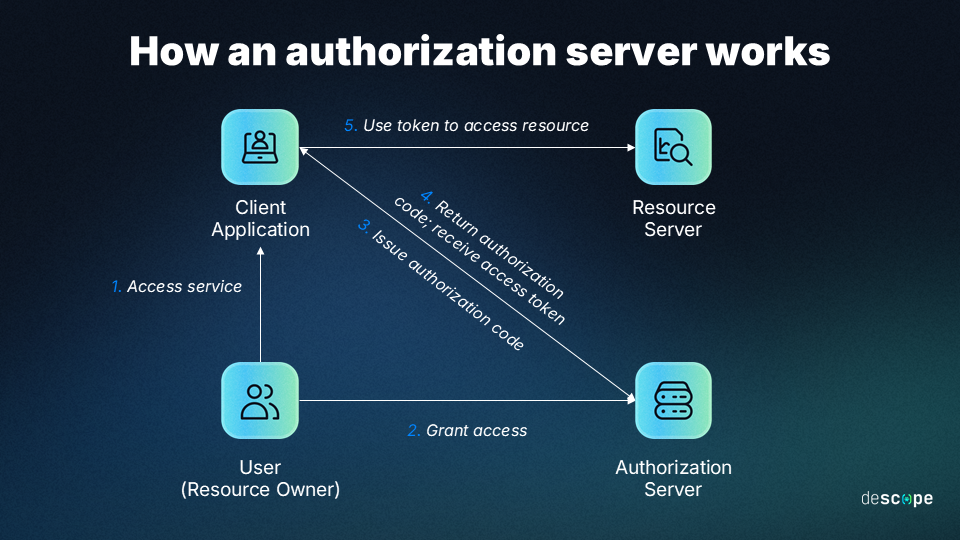 How an authorization server works
5. Use token to access resource
Client
Application
Resource
Server
4. Return authorization
code; receive access token
3. Issue authorization code
1. Access service
2. Grant access
User
(Resource Owner)
Authorization
Server
descope